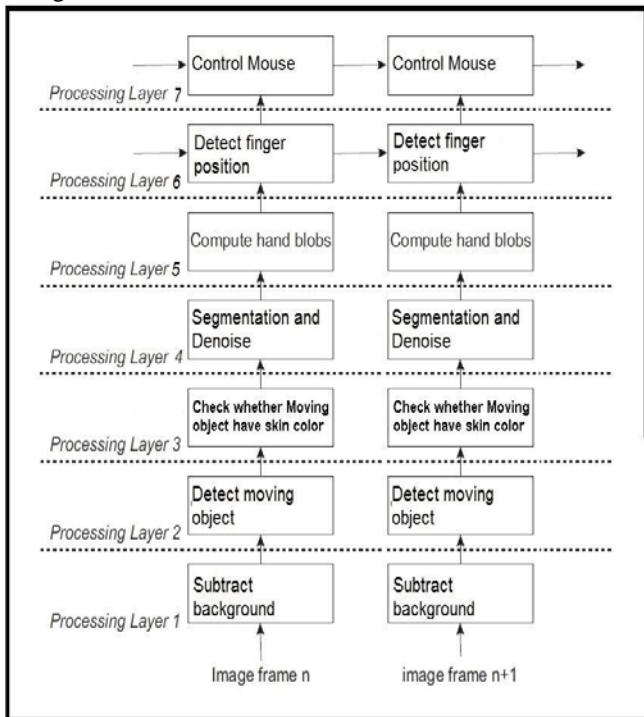 Control Mouse
Control Mouse
Processing Layer 7
Detect finger
position
Detect finger
position
Processing Layer 6
Compute hand blobs
Compute hand blobs
Processing Layer 5
Segmentation and
Denoise
Segmentation and
Denoise
Processing Layer 4
Check whether Moving
object have skin color
Check whether Moving
object have skin color
Processing Layer 3
Detect moving
object
Detect moving
object
Processing Layer 2
Subtract
background
Subtract
background
Processing Layer 1
Image frame n
image frame n+1